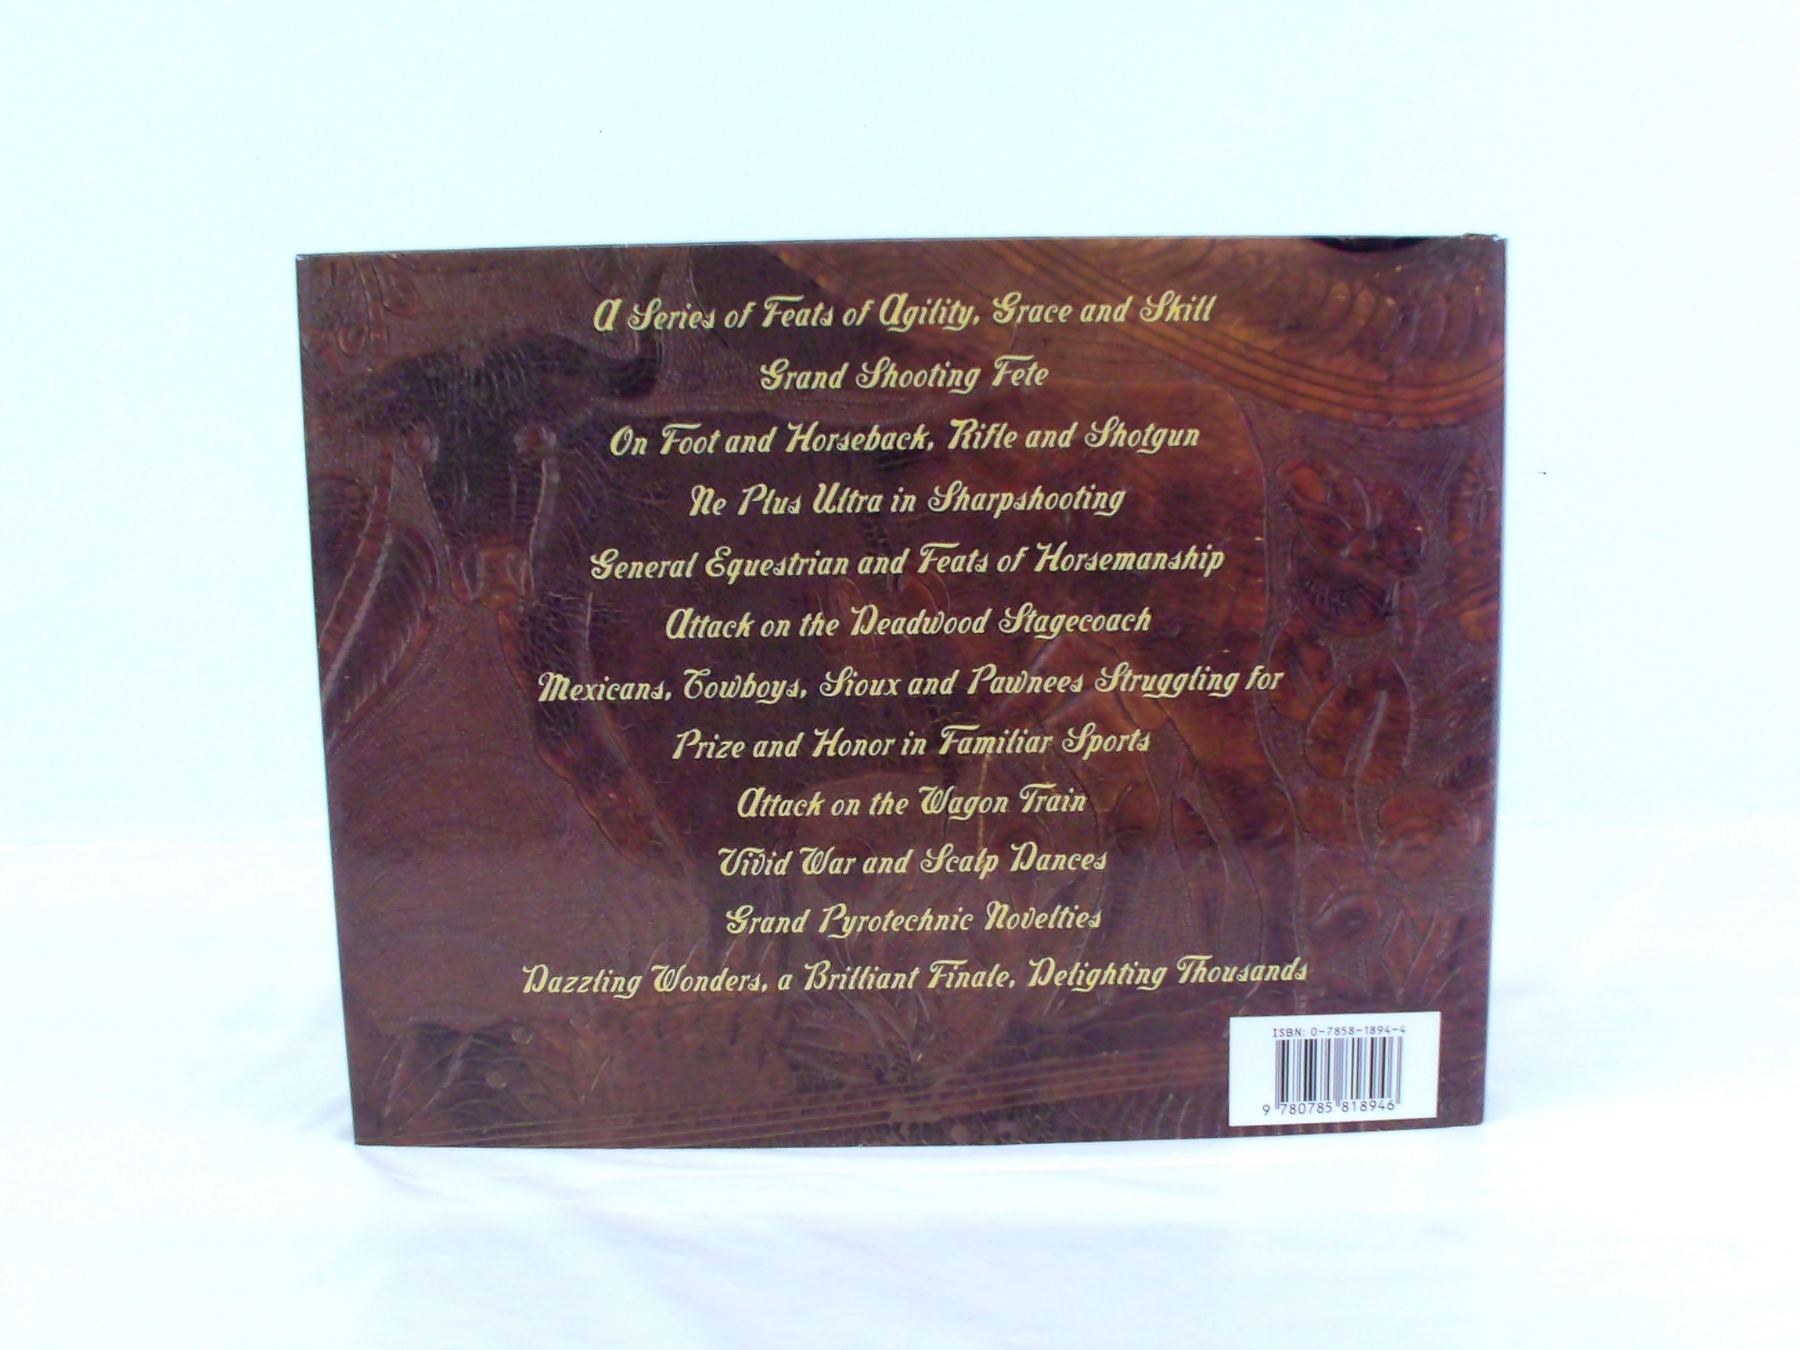 A Series of Feats of Agility, Grace and Skill
Grand Shooting Fete
On Foot and Horseback, Rifle and Shotgun
Ne Plus Ultra in Sharpshooting
General Equestrian and Feats of Horsemanship
Attack on the Deadwood Stagecoach
Mexicans, Cowboys, Sioux and Pawnees Struggling for
Prize and Honor in Familiar Sports
Attack on the Wagon Train
Vivid War and Scalp Dances
Grand Pyrotechnic Novelties
Dazzling Wonders, a Brilliant Finale, Delighting Thousands
ISBN: 0-7858-1894-4
9 780785 818946